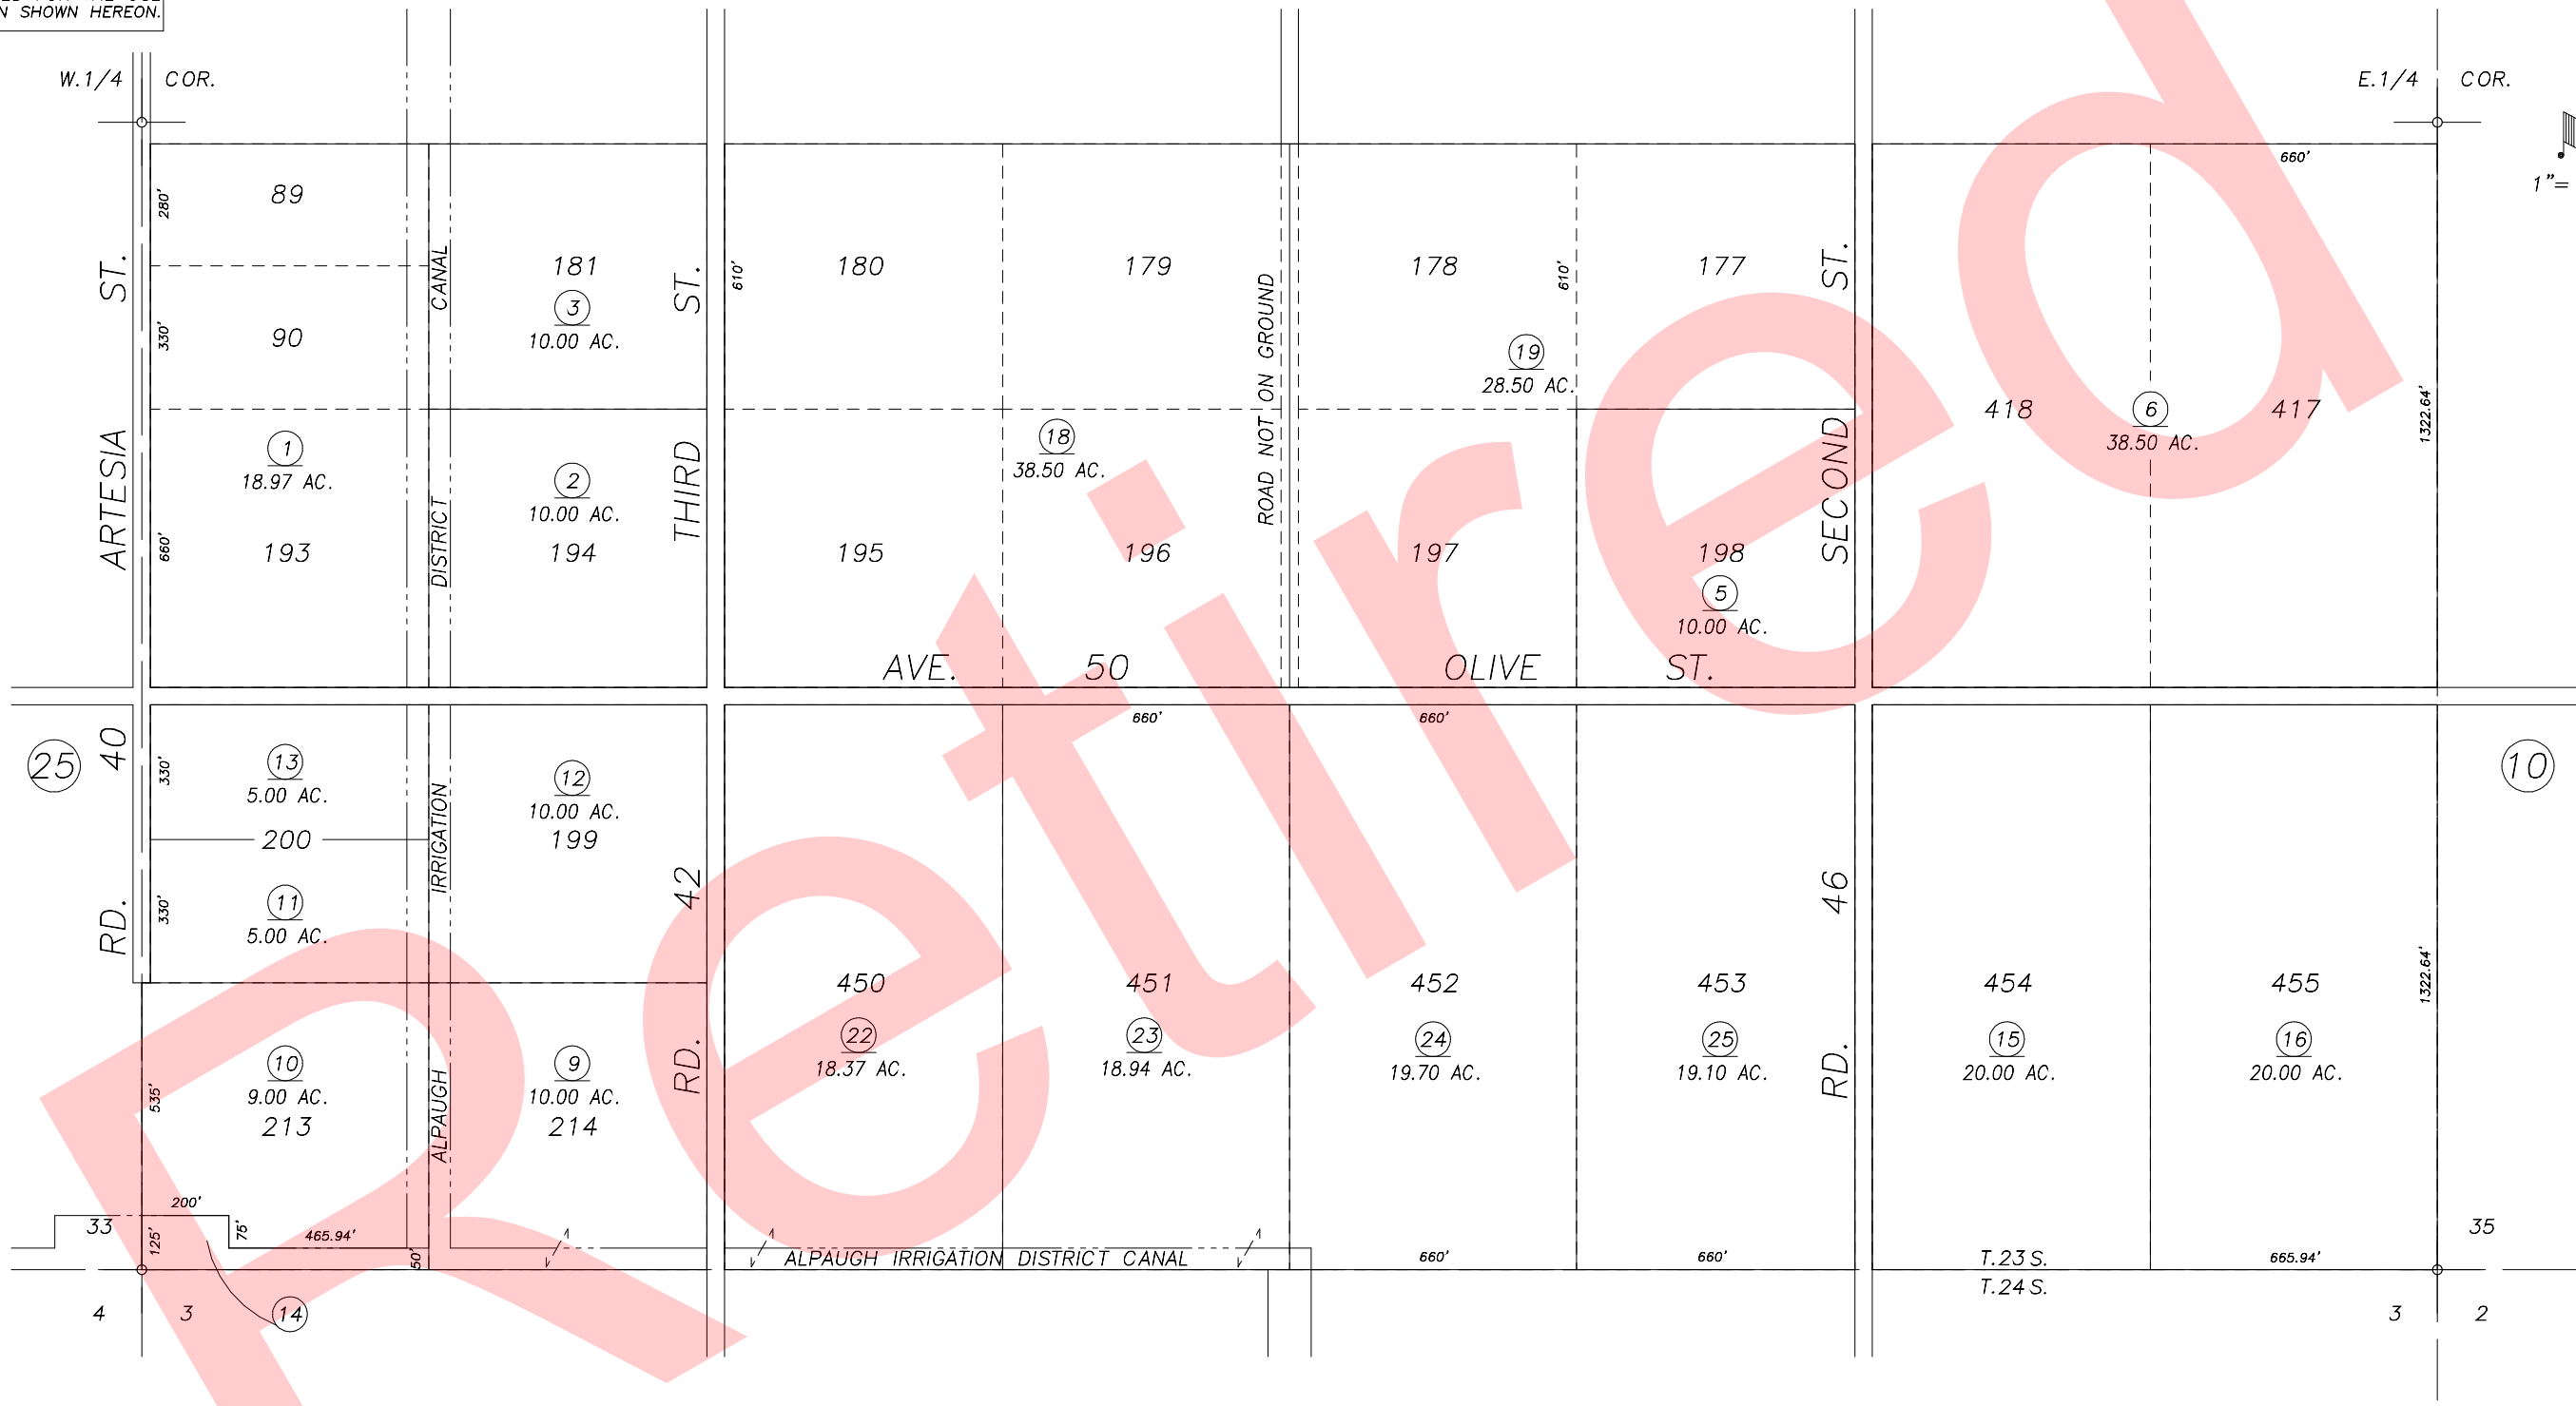 N SHOWN HEREON.
W.1/4 COR.
E.1/4 COR.
1"=
660'
280'
89
ST.
CANAL
181
3
10.00 AC.
ST.
610'
180
179
ROAD NOT ON GROUND
178
610'
177
ST.
330'
90
19
28.50 AC.
418
6
38.50 AC.
417
1322.64'
ARTESIA
1
18.97 AC.
660'
193
DISTRICT
2
10.00 AC.
194
THIRD
18
38.50 AC.
195
196
197
198
5
10.00 AC.
SECOND
AVE. 50 OLIVE ST.
25
40
330'
13
5.00 AC.
200
IRRIGATION
12
10.00 AC.
199
660'
660'
10
RD.
330'
11
5.00 AC.
42
46
1322.64'
450
22
18.37 AC.
451
23
18.94 AC.
452
24
19.70 AC.
453
25
19.10 AC.
454
15
20.00 AC.
455
16
20.00 AC.
535'
10
9.00 AC.
213
ALPAUGH
9
10.00 AC.
214
RD.
RD.
200'
33
125'
75'
465.94'
50'
ALPAUGH IRRIGATION DISTRICT CANAL
660'
660'
T.23 S.
665.94'
35
T.24 S.
4
3
14
3
2
Retired